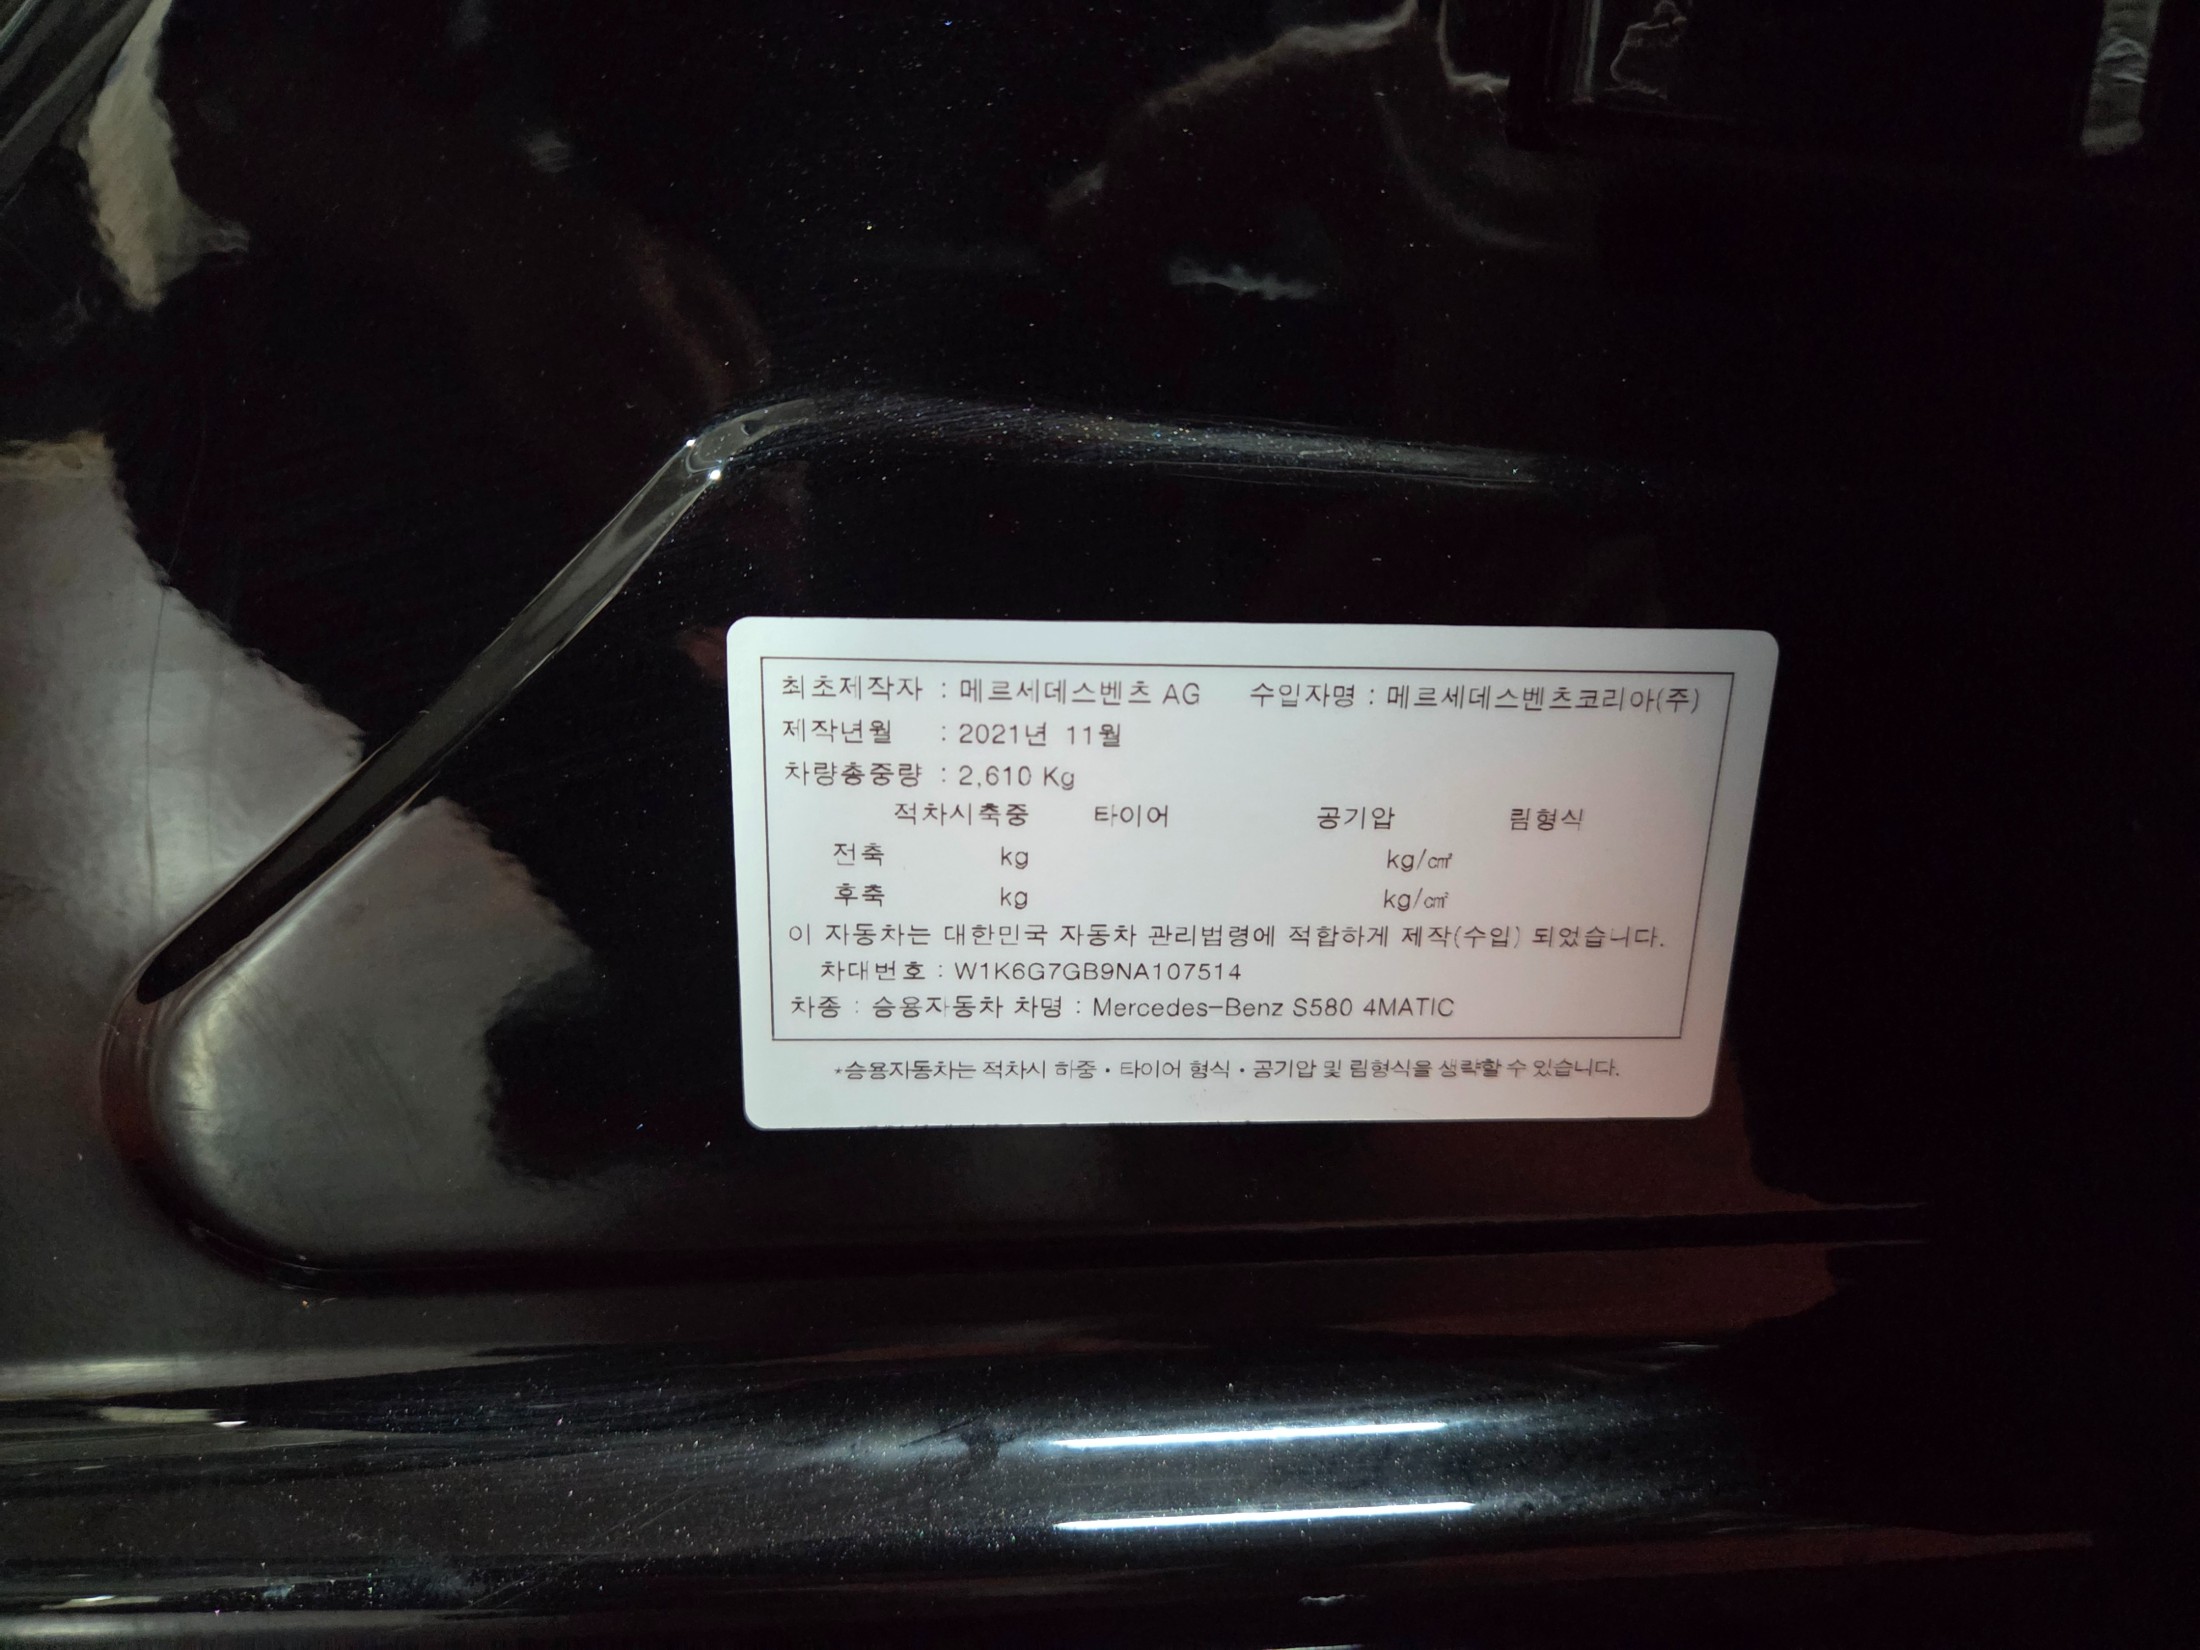 최초제작자 : 메르세데스벤츠 AG 수입자명 : 메르세데스벤츠코리아(주)
제작년월 : 2021년 11월
차량총중량 : 2,610 Kg
적차시축중 타이어 공기압 림형식
전축 kg kg/㎠
후축 kg kg/㎠
이 자동차는 대한민국 자동차 관리법령에 적합하게 제작(수입) 되었습니다.
차대번호 : W1K6G7GB9NA107514
차종 : 승용자동차 차명 : Mercedes-Benz S580 4MATIC
*승용자동차는 적차시 하중·타이어 형식·공기압 및 림형식을 생략할 수 있습니다.